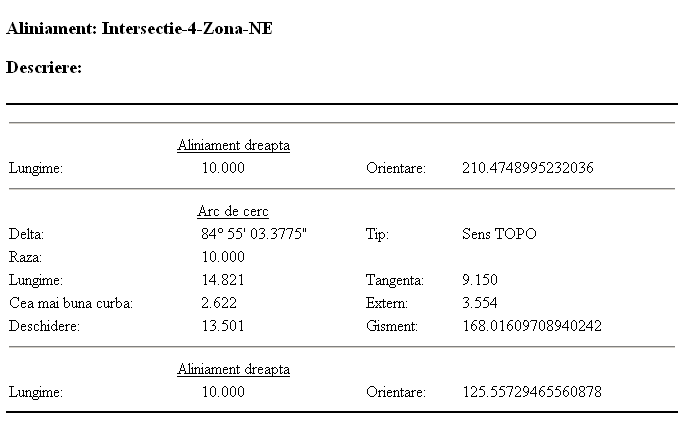 Aliniament: Intersectie-4-Zona-NE
Descriere:
Aliniament dreapta
Lungime: 10.000 Orientare: 210.4748995232036
Arc de cerc
Delta: 84° 55' 03.3775" Tip: Sens TOPO
Raza: 10.000
Lungime: 14.821 Tangenta: 9.150
Cea mai buna curba: 2.622 Extern: 3.554
Deschidere: 13.501 Gisment: 168.01609708940242
Aliniament dreapta
Lungime: 10.000 Orientare: 125.55729465560878